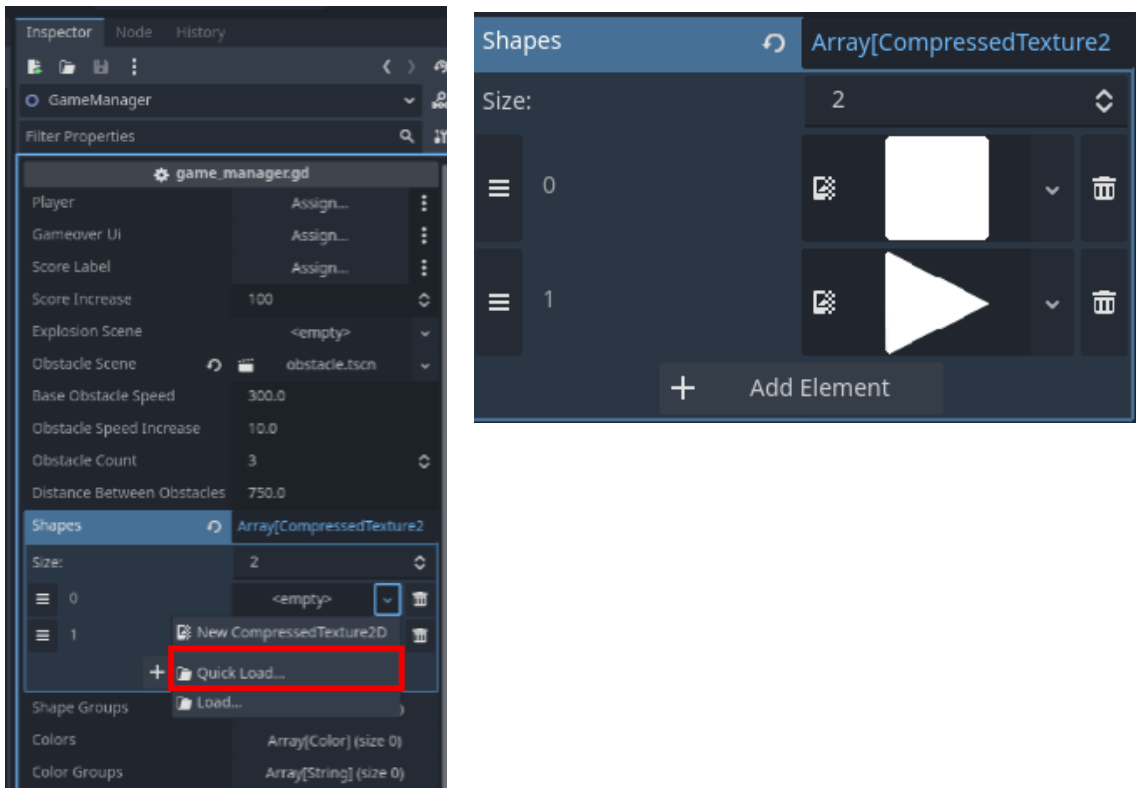 Inspector Node History
GameManager
Filter Properties
game_manager.gd
Player Assign...
Gameover Ui Assign...
Score Label Assign...
Score Increase 100
Explosion Scene <empty>
Obstacle Scene obstacle.tscn
Base Obstacle Speed 300.0
Obstacle Speed Increase 10.0
Obstacle Count 3
Distance Between Obstacles 750.0
Shapes Array[CompressedTexture2
Size: 2
0 <empty>
1 New CompressedTexture2D
Quick Load...
Load...
Shape Groups
Colors Array[Color] (size 0)
Color Groups Array[String] (size 0)
Shapes Array[CompressedTexture2
Size: 2
0
1
Add Element